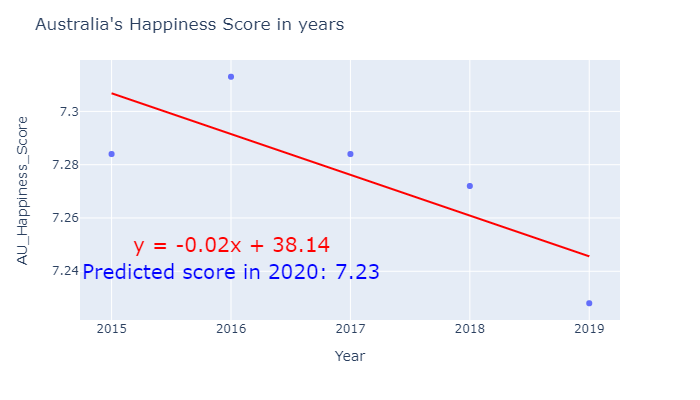 Australia's Happiness Score in years
AU_Happiness_Score
7.3
7.28
7.26
7.24
y = -0.02x + 38.14
Predicted score in 2020: 7.23
2015 2016 2017 2018 2019
Year